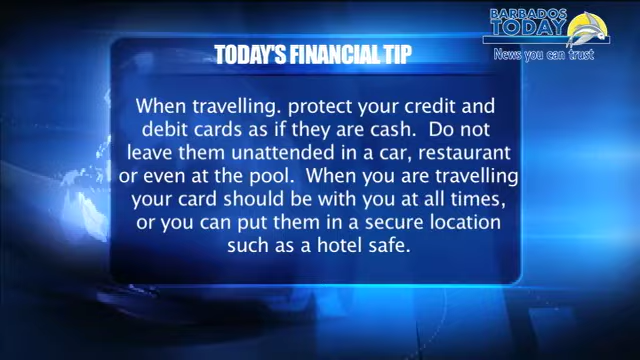 BARBADOS
TODAY
News you can trust
TODAY'S FINANCIAL TIP
When travelling. protect your credit and
debit cards as if they are cash. Do not
leave them unattended in a car, restaurant
or even at the pool. When you are travelling
your card should be with you at all times,
or you can put them in a secure location
such as a hotel safe.